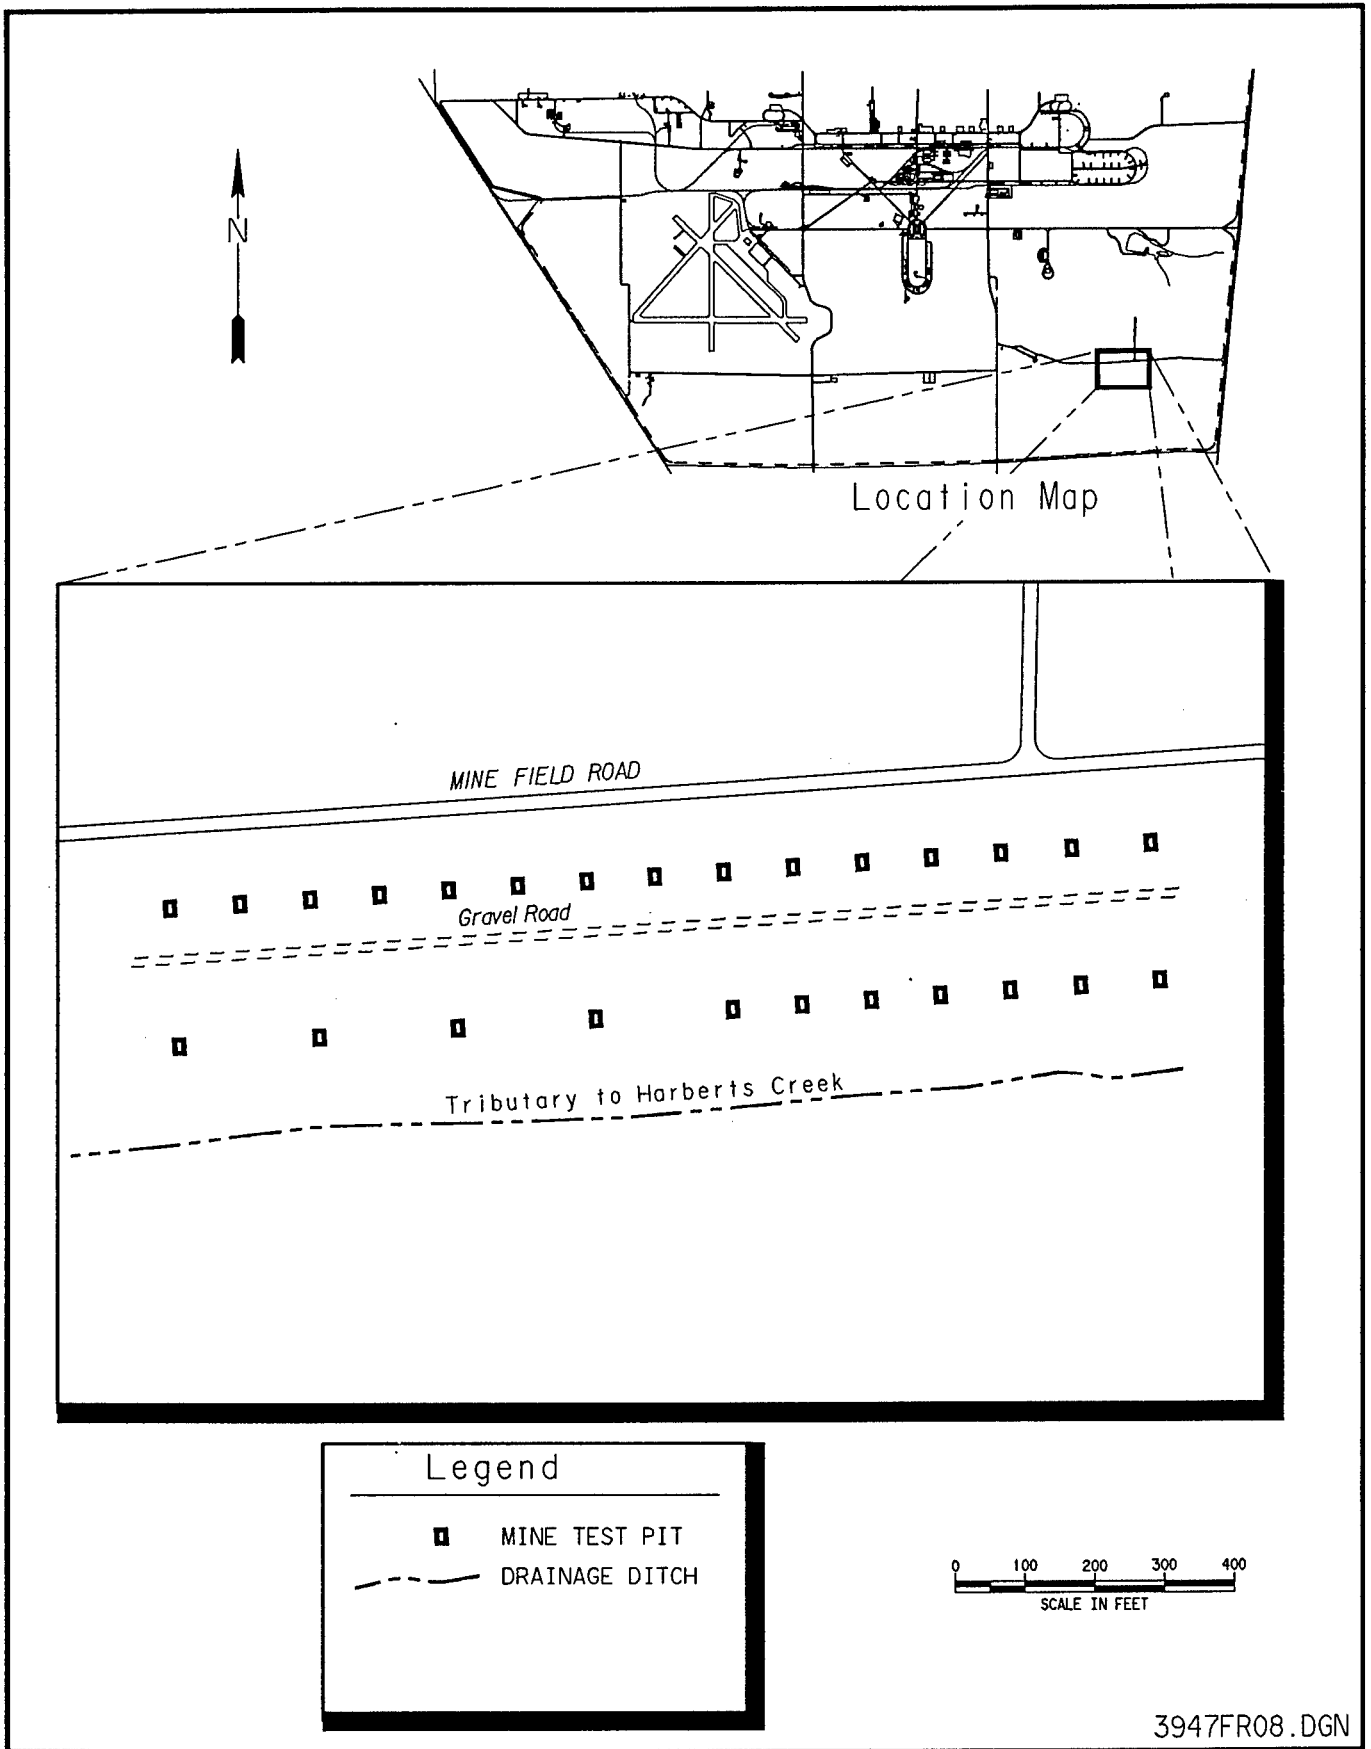 N
Location Map
MINE FIELD ROAD
Gravel Road
Tributary to Harberts Creek
Legend
MINE TEST PIT
DRAINAGE DITCH
0 100 200 300 400
SCALE IN FEET
3947FR08.DGN